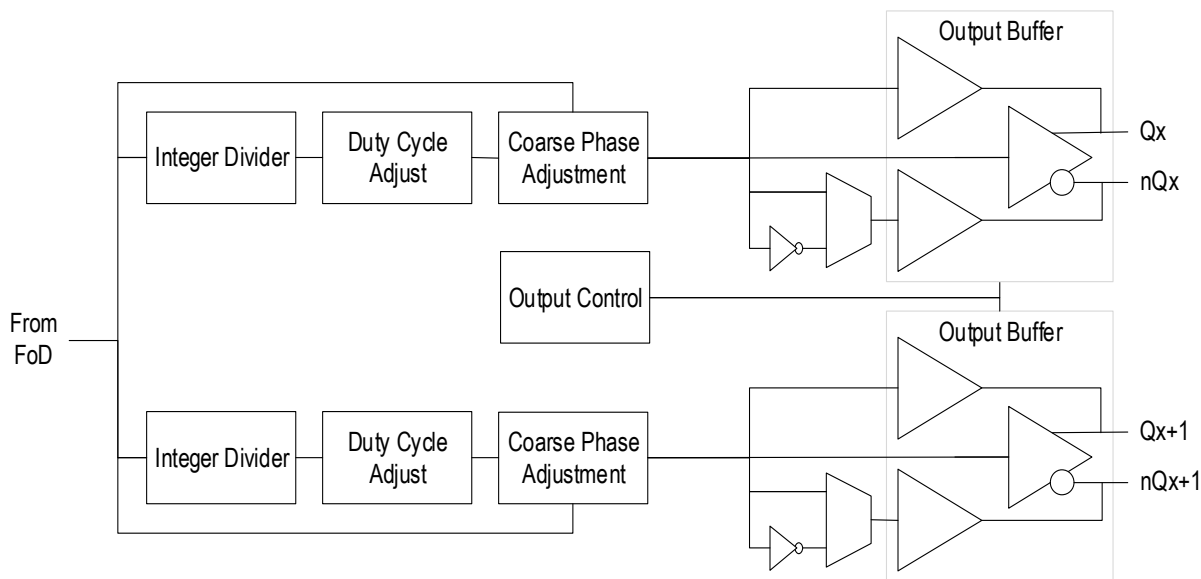 Output Buffer
Integer Divider
Duty Cycle
Adjust
Coarse Phase
Adjustment
Qx
nQx
Output Control
From
FoD
Output Buffer
Integer Divider
Duty Cycle
Adjust
Coarse Phase
Adjustment
Qx+1
nQx+1